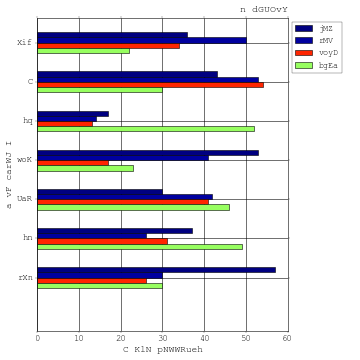 n dGUOvY
jMZ
rMV
voyD
bgEa
Xif
C
hq
woK
UaR
hn
rXn
a vF carWJ I
0 10 20 30 40 50 60
C KlN pNWWRueh